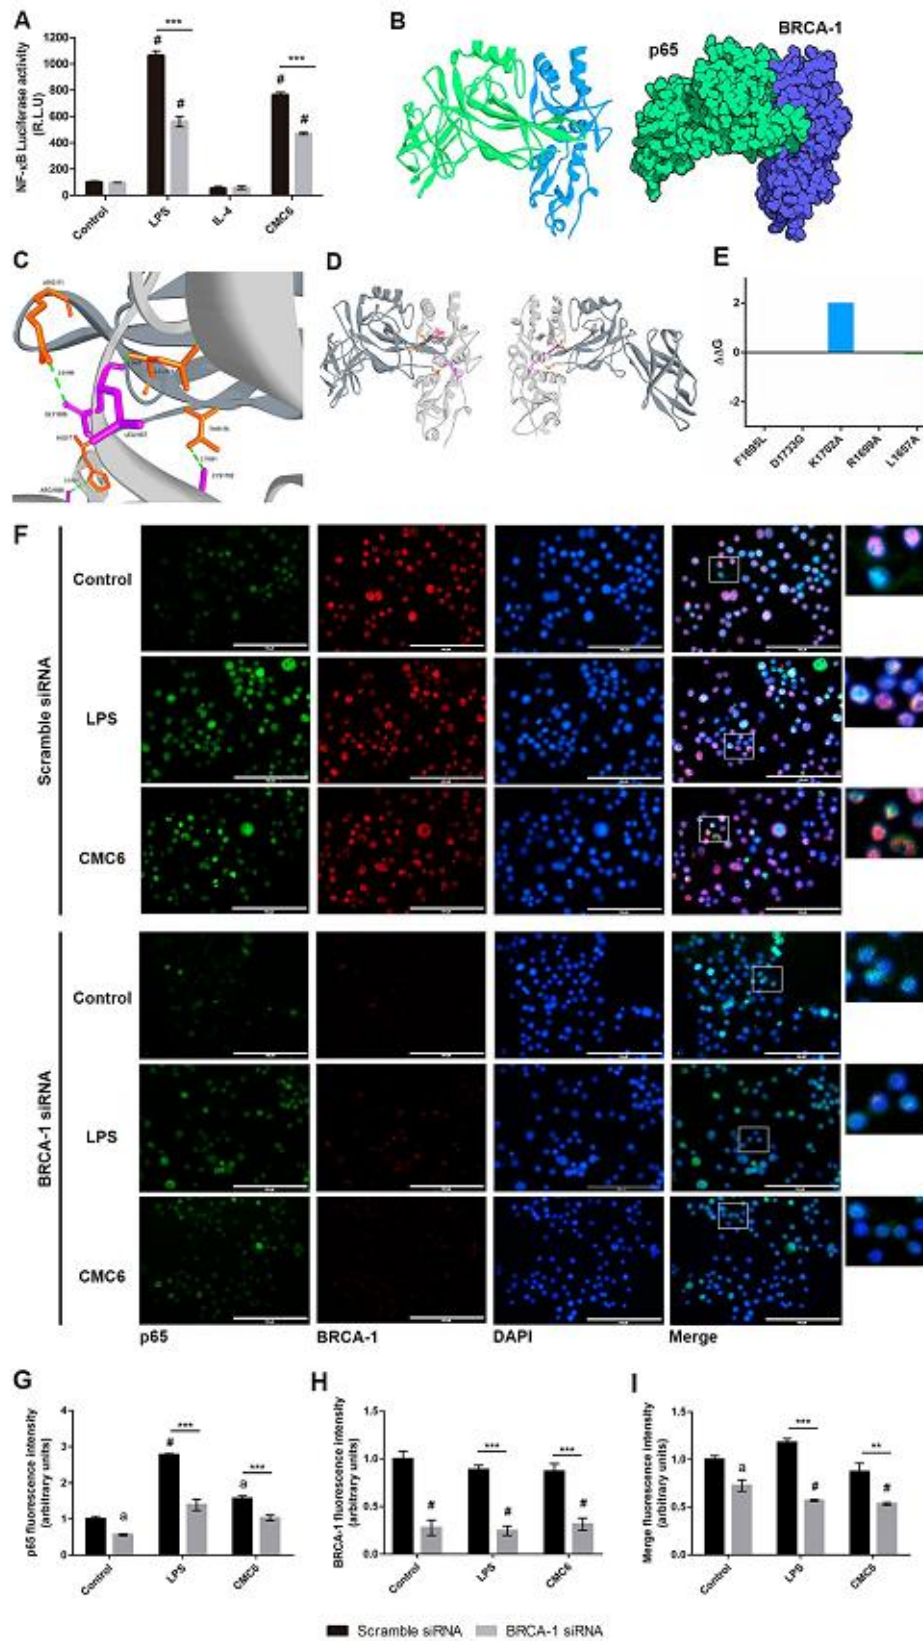 A
NF-κB Luciferase activity
(R.L.U)
1200
1000
800
600
400
200
0
#
***
#
#
***
#
Control
LPS
IL-4
CMC6
B
p65
BRCA-1
C
D
E
ΔΔG
2
0
-2
F1695L
D1733G
K1702A
R1699A
L1657A
F
Scramble siRNA
Control
LPS
CMC6
BRCA-1 siRNA
Control
LPS
CMC6
p65
BRCA-1
DAPI
Merge
G
p65 fluorescence intensity
(arbitrary units)
4
3
2
1
0
a
#
***
a
***
Control
LPS
CMC6
H
BRCA-1 fluorescence intensity
(arbitrary units)
1.5
1.0
0.5
0.0
#
***
#
***
#
Control
LPS
CMC6
I
Merge fluorescence intensity
(arbitrary units)
1.5
1.0
0.5
0.0
a
***
#
**
#
Control
LPS
CMC6
Scramble siRNA
BRCA-1 siRNA